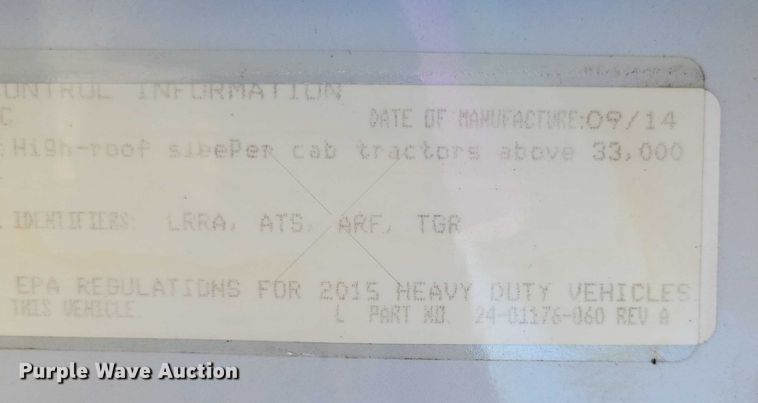 ONTROL INFORMATION
C
DATE OF MANUFACTURE:09/14
: High-roof sleePer cab tractors above 33,000
IDENTIFIERS: LRRA, ATS, ARF, TGR
EPA REGULATIONS FOR 2015 HEAVY DUTY VEHICLES
THIS VEHICLE.
L PART NO. 24-01176-060 REV A
Purple Wave Auction